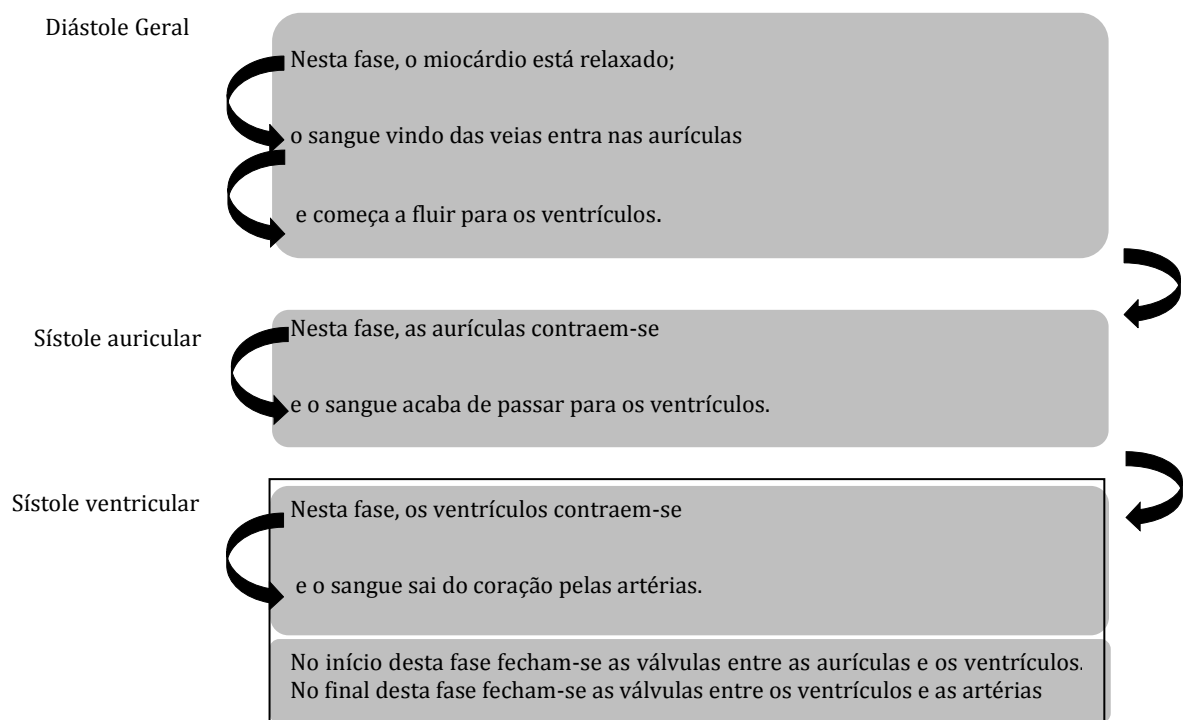 Diástole Geral
Nesta fase, o miocárdio está relaxado;
o sangue vindo das veias entra nas aurículas
e começa a fluir para os ventrículos.
Sístole auricular
Nesta fase, as aurículas contraem-se
e o sangue acaba de passar para os ventrículos.
Sístole ventricular
Nesta fase, os ventrículos contraem-se
e o sangue sai do coração pelas artérias.
No início desta fase fecham-se as válvulas entre as aurículas e os ventrículos.
No final desta fase fecham-se as válvulas entre os ventrículos e as artérias